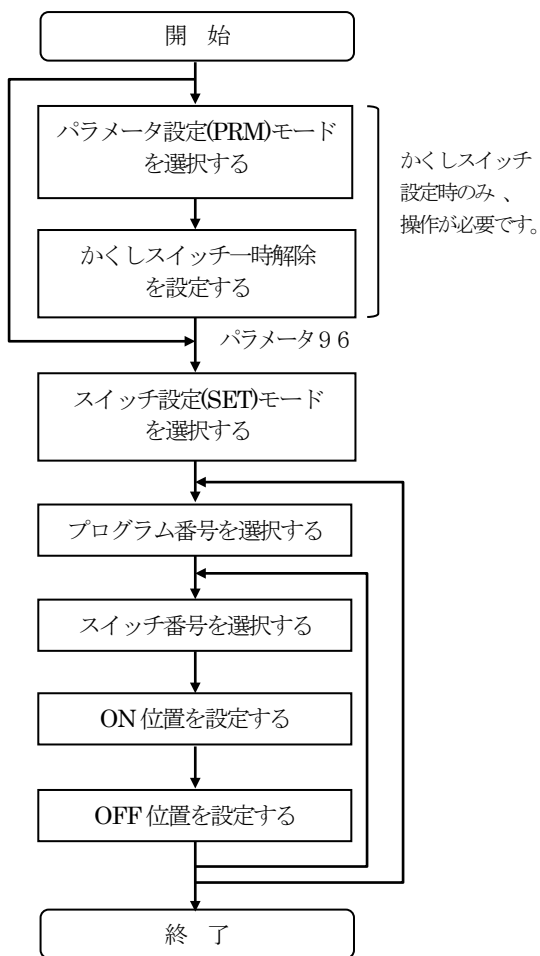 開　始
パラメータ設定(PRM)モード
を選択する
かくしスイッチ
設定時のみ 、
操作が必要です。
かくしスイッチ一時解除
を設定する
パラメータ９６
スイッチ設定(SET)モード
を選択する
プログラム番号を選択する
スイッチ番号を選択する
ON 位置を設定する
OFF 位置を設定する
終　了